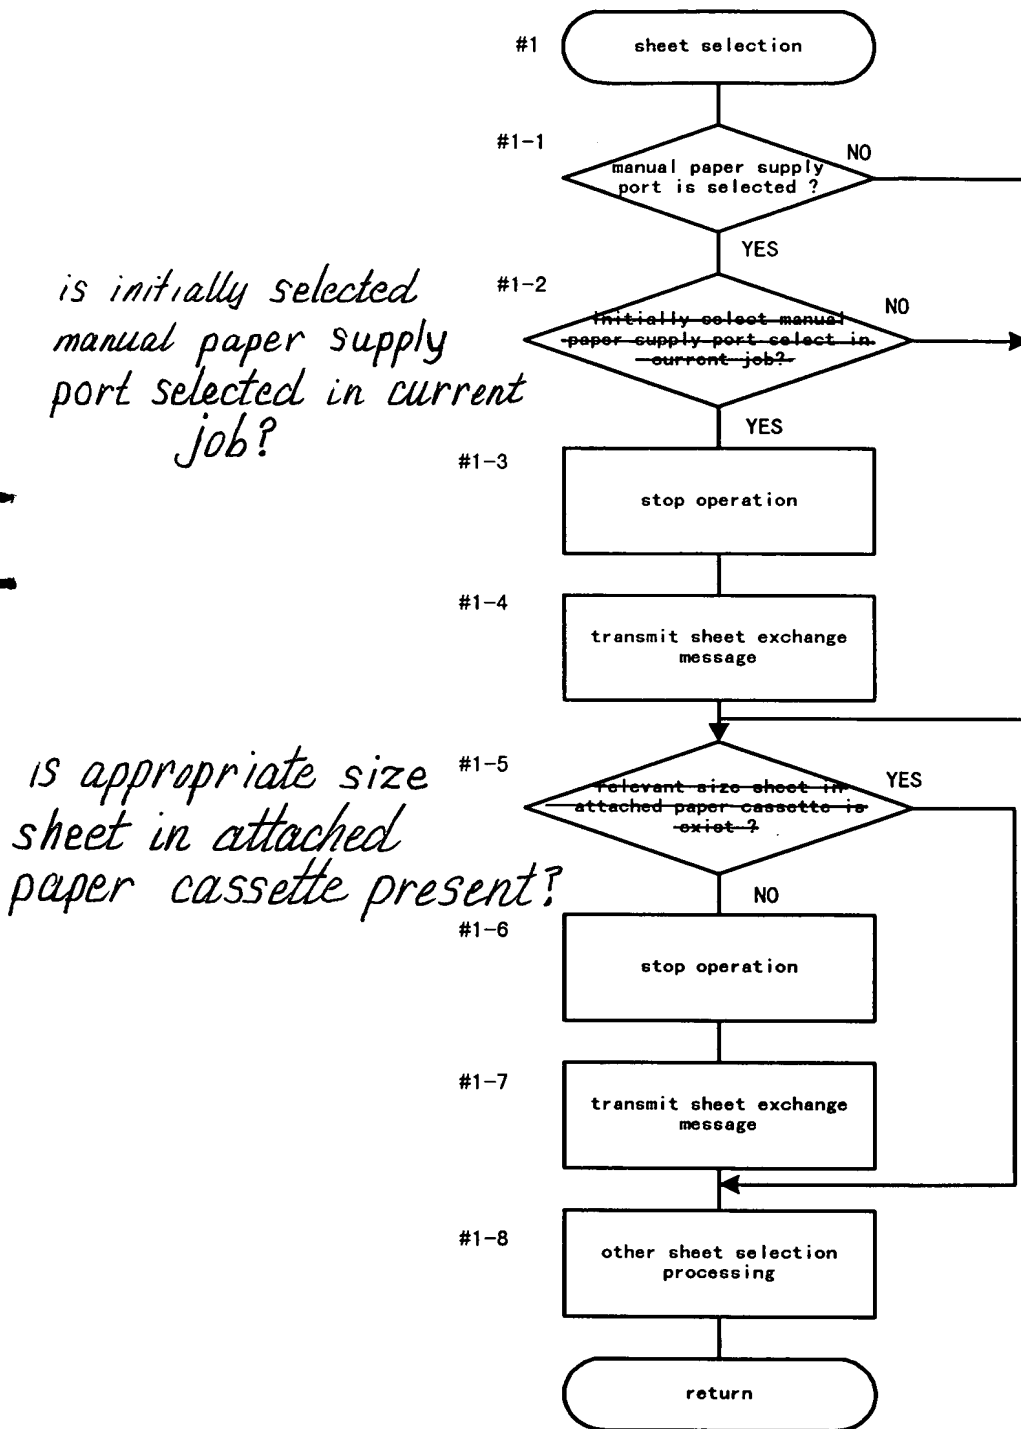 #1
sheet selection
#1-1
manual paper supply
port is selected ?
NO
YES
is initially selected
manual paper supply
port selected in current
job?
#1-2
initially select manual
paper supply port select in
current job?
NO
YES
#1-3
stop operation
#1-4
transmit sheet exchange
message
is appropriate size
sheet in attached
paper cassette present?
#1-5
relevant size sheet in
attached paper cassette is
exist ?
YES
NO
#1-6
stop operation
#1-7
transmit sheet exchange
message
#1-8
other sheet selection
processing
return